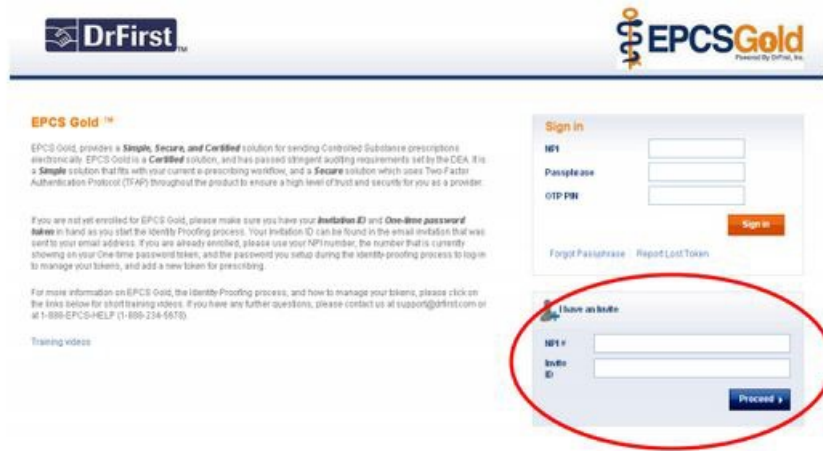 DrFirst TM
EPCSGold
Powered By DrFirst, Inc.
EPCS Gold ™
EPCS Gold, provides a Simple, Secure, and Certified solution for sending Controlled Substance prescriptions
electronically. EPCS Gold is a Certified solution, and has passed stringent auditing requirements set by the DEA. It is
a Simple solution that fits with your current e-prescribing workflow, and a Secure solution which uses Two-Factor
Authentication Protocol (TFAP) throughout the product to ensure a high level of trust and security for you as a provider.
If you are not yet enrolled for EPCS Gold, please make sure you have your Invitation ID and One-time password
token in hand as you start the Identity Proofing process. Your Invitation ID can be found in the email invitation that was
sent to your email address. If you are already enrolled, please use your NPI number, the number that is currently
showing on your One-time password token, and the password you setup during the identity-proofing process to log-in
to manage your tokens, and add a new token for prescribing.
For more information on EPCS Gold, the Identity-Proofing process, and how to manage your tokens, please click on
the links below for short training videos. If you have any further questions, please contact us at support@drfirst.com or
at 1-888-EPCS-HELP (1-888-234-5678).
Training videos
Sign in
NPI
Passphrase
OTP PIN
Sign in
Forgot Passphrase Report Lost Token
I have an Invite
NPI #
Invite
ID
Proceed